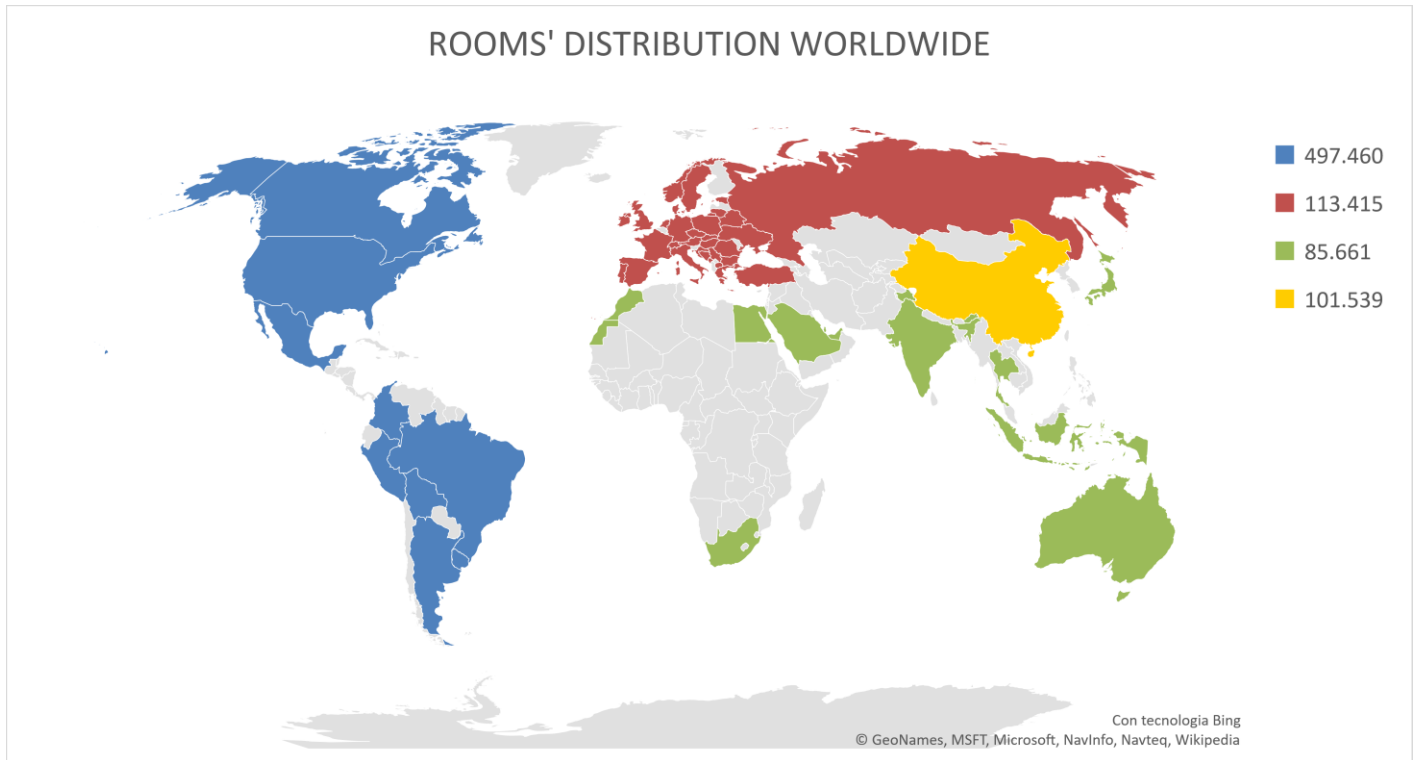 ROOMS' DISTRIBUTION WORLDWIDE
497.460
113.415
85.661
101.539
Con tecnologia Bing
© GeoNames, MSFT, Microsoft, NavInfo, Navteq, Wikipedia